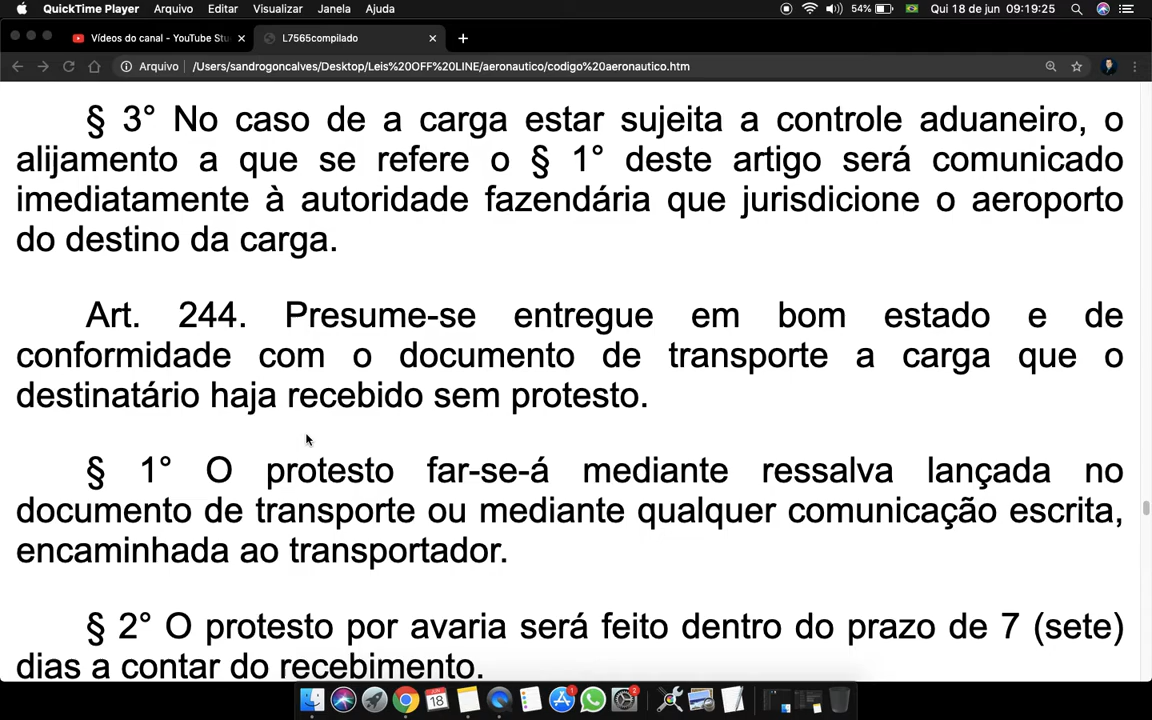 QuickTime Player Arquivo Editar Visualizar Janela Ajuda 54% Qui 18 de jun 09:19:25
Vídeos do canal - YouTube Stu L7565compilado
Arquivo /Users/sandrogoncalves/Desktop/Leis%20OFF%20LINE/aeronautico/codigo%20aeronautico.htm
§ 3° No caso de a carga estar sujeita a controle aduaneiro, o
alijamento a que se refere o § 1° deste artigo será comunicado
imediatamente à autoridade fazendária que jurisdicione o aeroporto
do destino da carga.
Art. 244. Presume-se entregue em bom estado e de
conformidade com o documento de transporte a carga que o
destinatário haja recebido sem protesto.
§ 1° O protesto far-se-á mediante ressalva lançada no
documento de transporte ou mediante qualquer comunicação escrita,
encaminhada ao transportador.
§ 2° O protesto por avaria será feito dentro do prazo de 7 (sete)
dias a contar do recebimento.
18 1 2